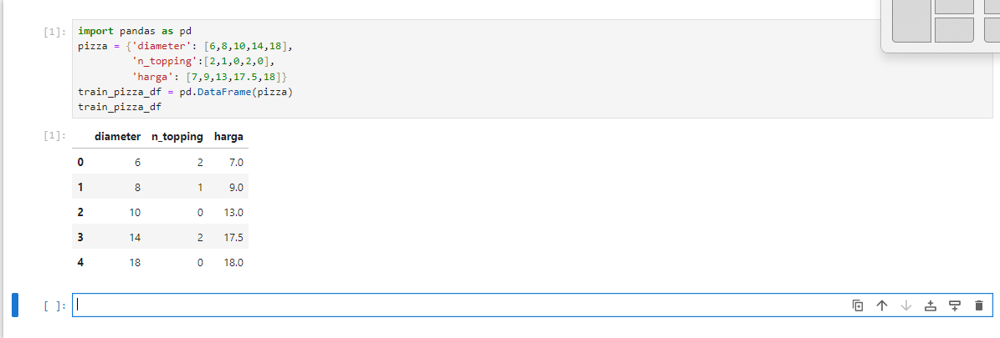 [1]: import pandas as pd
pizza = {'diameter': [6,8,10,14,18],
'n_topping':[2,1,0,2,0],
'harga': [7,9,13,17.5,18]}
train_pizza_df = pd.DataFrame(pizza)
train_pizza_df
[1]: diameter n_topping harga
0 6 2 7.0
1 8 1 9.0
2 10 0 13.0
3 14 2 17.5
4 18 0 18.0
[ ]: